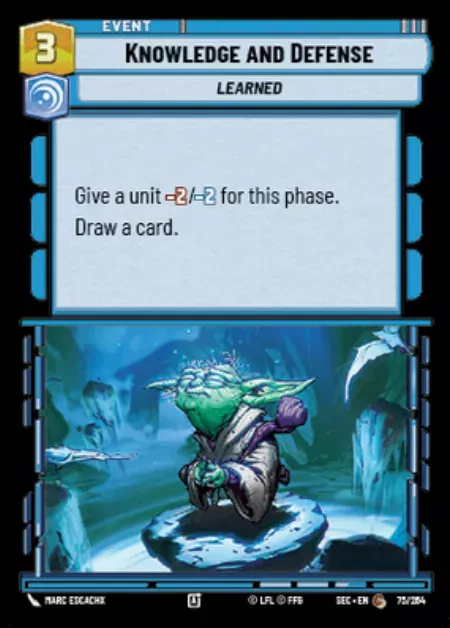 EVENT
3
KNOWLEDGE AND DEFENSE
LEARNED
Give a unit -2/-2 for this phase.
Draw a card.
MARC ESCACHX
A
© LFL © FFG
SEC • EN
75/264